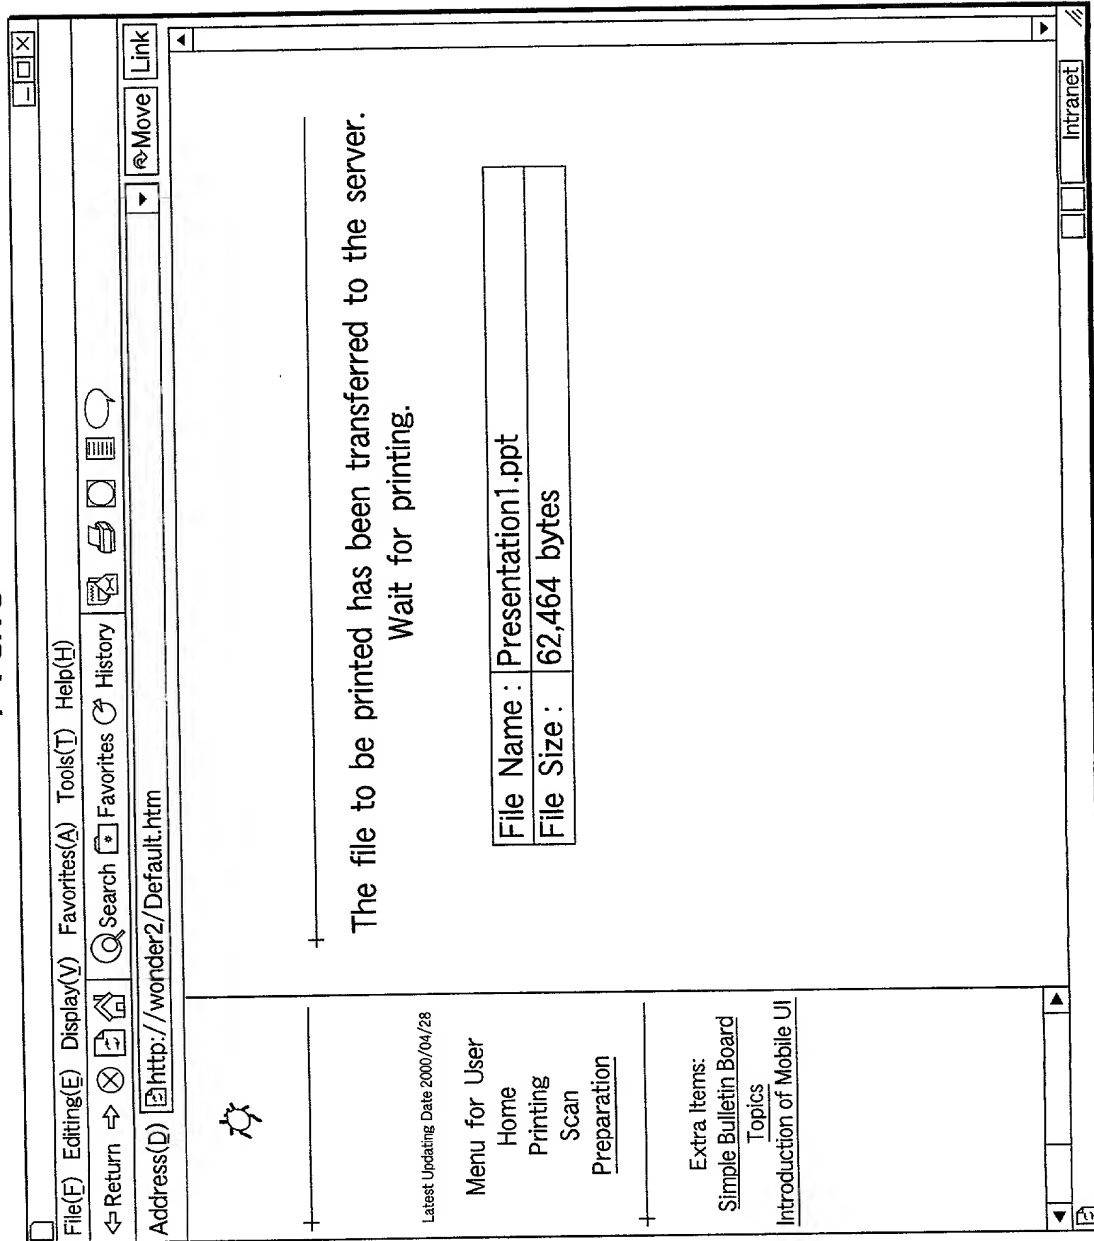 File(F) Editing(E) Display(V) Favorites(A) Tools(T) Help(H)
Return Search Favorites History
Address(D) http://wonder2/Default.htm Move Link
Latest Updating Date 2000/04/28
Menu for User
Home
Printing
Scan
Preparation
Extra Items:
Simple Bulletin Board
Topics
Introduction of Mobile UI
The file to be printed has been transferred to the server.
Wait for printing.
File Name : Presentation1.ppt
File Size : 62,464 bytes
Intranet